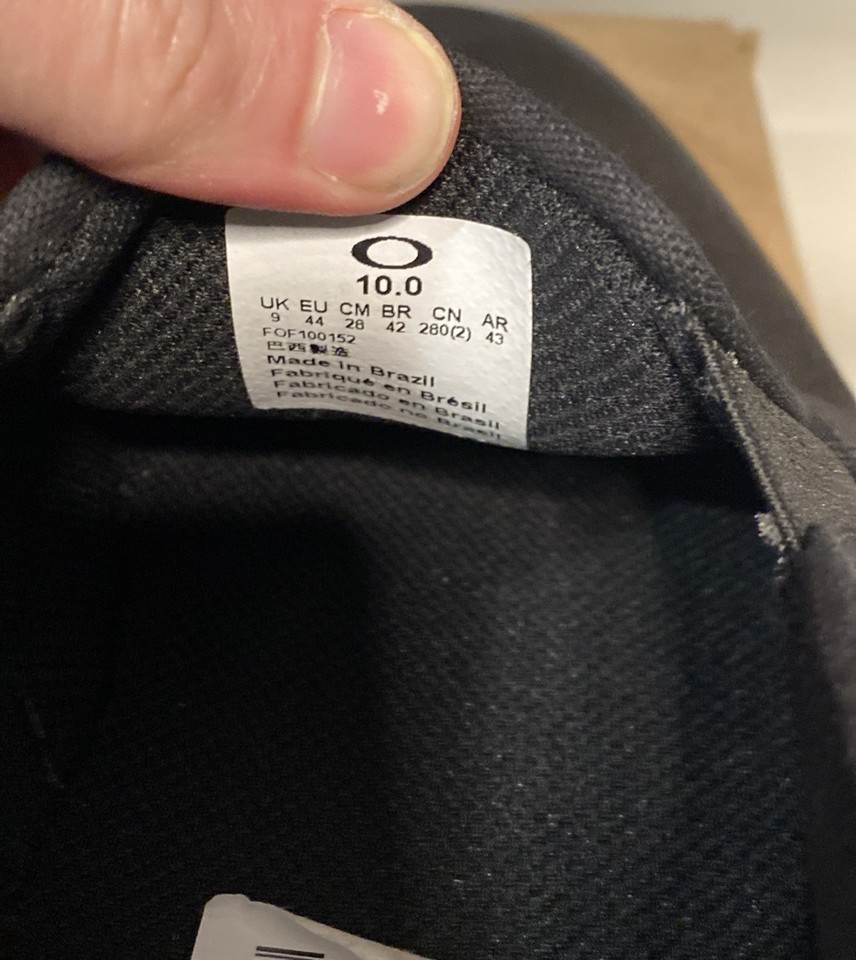 10.0
UK EU CM BR CN AR
9 44 28 42 280(2) 43
FOF100152
巴西製造
Made in Brazil
Fabriqué en Brésil
Fabricado en Brasil
Fabricado no Brasil